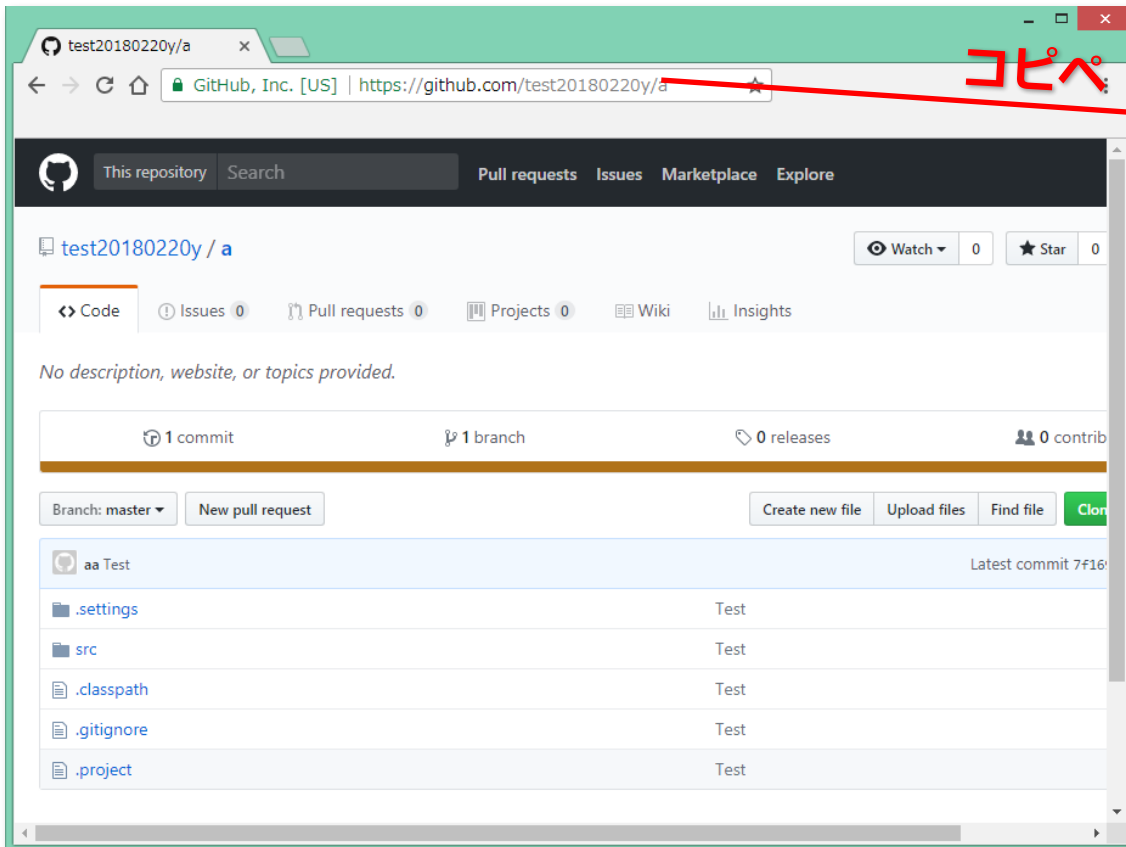 test20180220y/a
コピペ
GitHub, Inc. [US] | https://github.com/test20180220y/a
This repository Search Pull requests Issues Marketplace Explore
test20180220y / a Watch 0 Star 0
Code Issues 0 Pull requests 0 Projects 0 Wiki Insights
No description, website, or topics provided.
1 commit 1 branch 0 releases 0 contrib
Branch: master New pull request Create new file Upload files Find file Clon
aa Test Latest commit 7f16
.settings Test
src Test
.classpath Test
.gitignore Test
.project Test